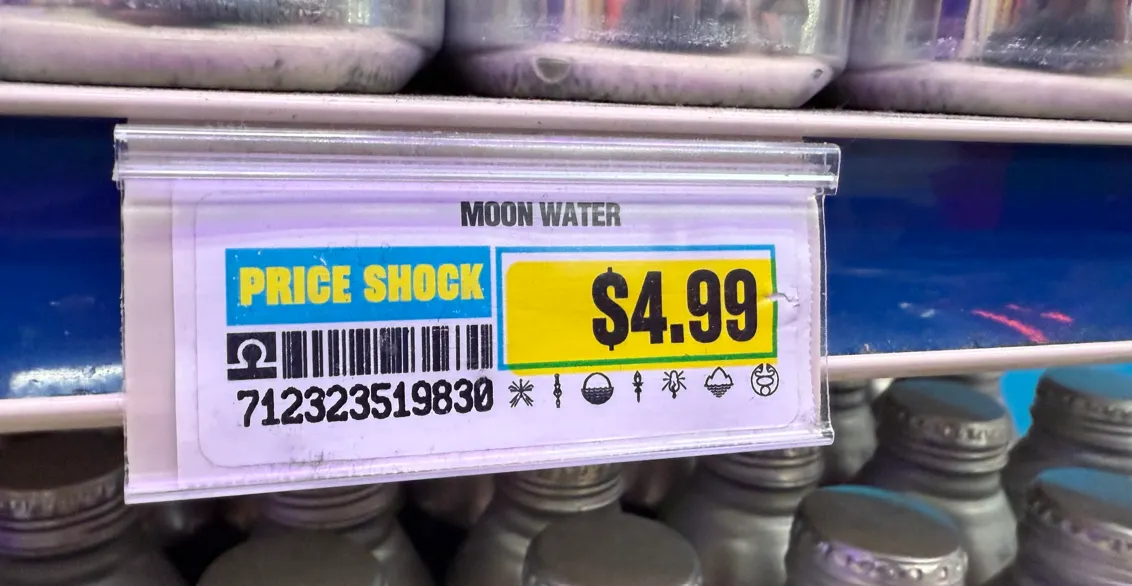 MOON WATER
PRICE SHOCK
$4.99
712323519830